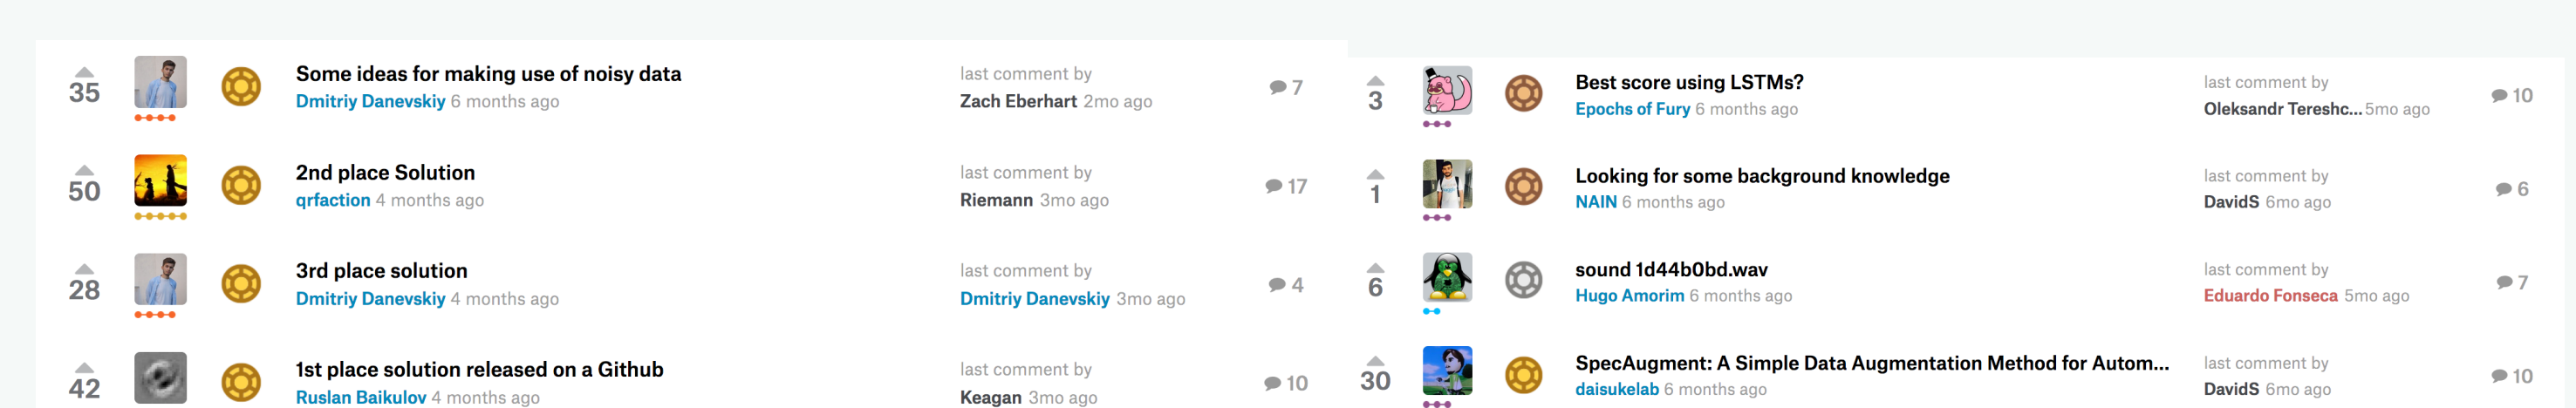 35
Some ideas for making use of noisy data
Dmitriy Danevskiy 6 months ago
last comment by
Zach Eberhart 2mo ago
7
50
2nd place Solution
qrfaction 4 months ago
last comment by
Riemann 3mo ago
17
28
3rd place solution
Dmitriy Danevskiy 4 months ago
last comment by
Dmitriy Danevskiy 3mo ago
4
42
1st place solution released on a Github
Ruslan Baikulov 4 months ago
last comment by
Keagan 3mo ago
10
3
Best score using LSTMs?
Epochs of Fury 6 months ago
last comment by
Oleksandr Tereshc... 5mo ago
10
1
Looking for some background knowledge
NAIN 6 months ago
last comment by
DavidS 6mo ago
6
6
sound 1d44b0bd.wav
Hugo Amorim 6 months ago
last comment by
Eduardo Fonseca 5mo ago
7
30
SpecAugment: A Simple Data Augmentation Method for Autom...
daisukelab 6 months ago
last comment by
DavidS 6mo ago
10